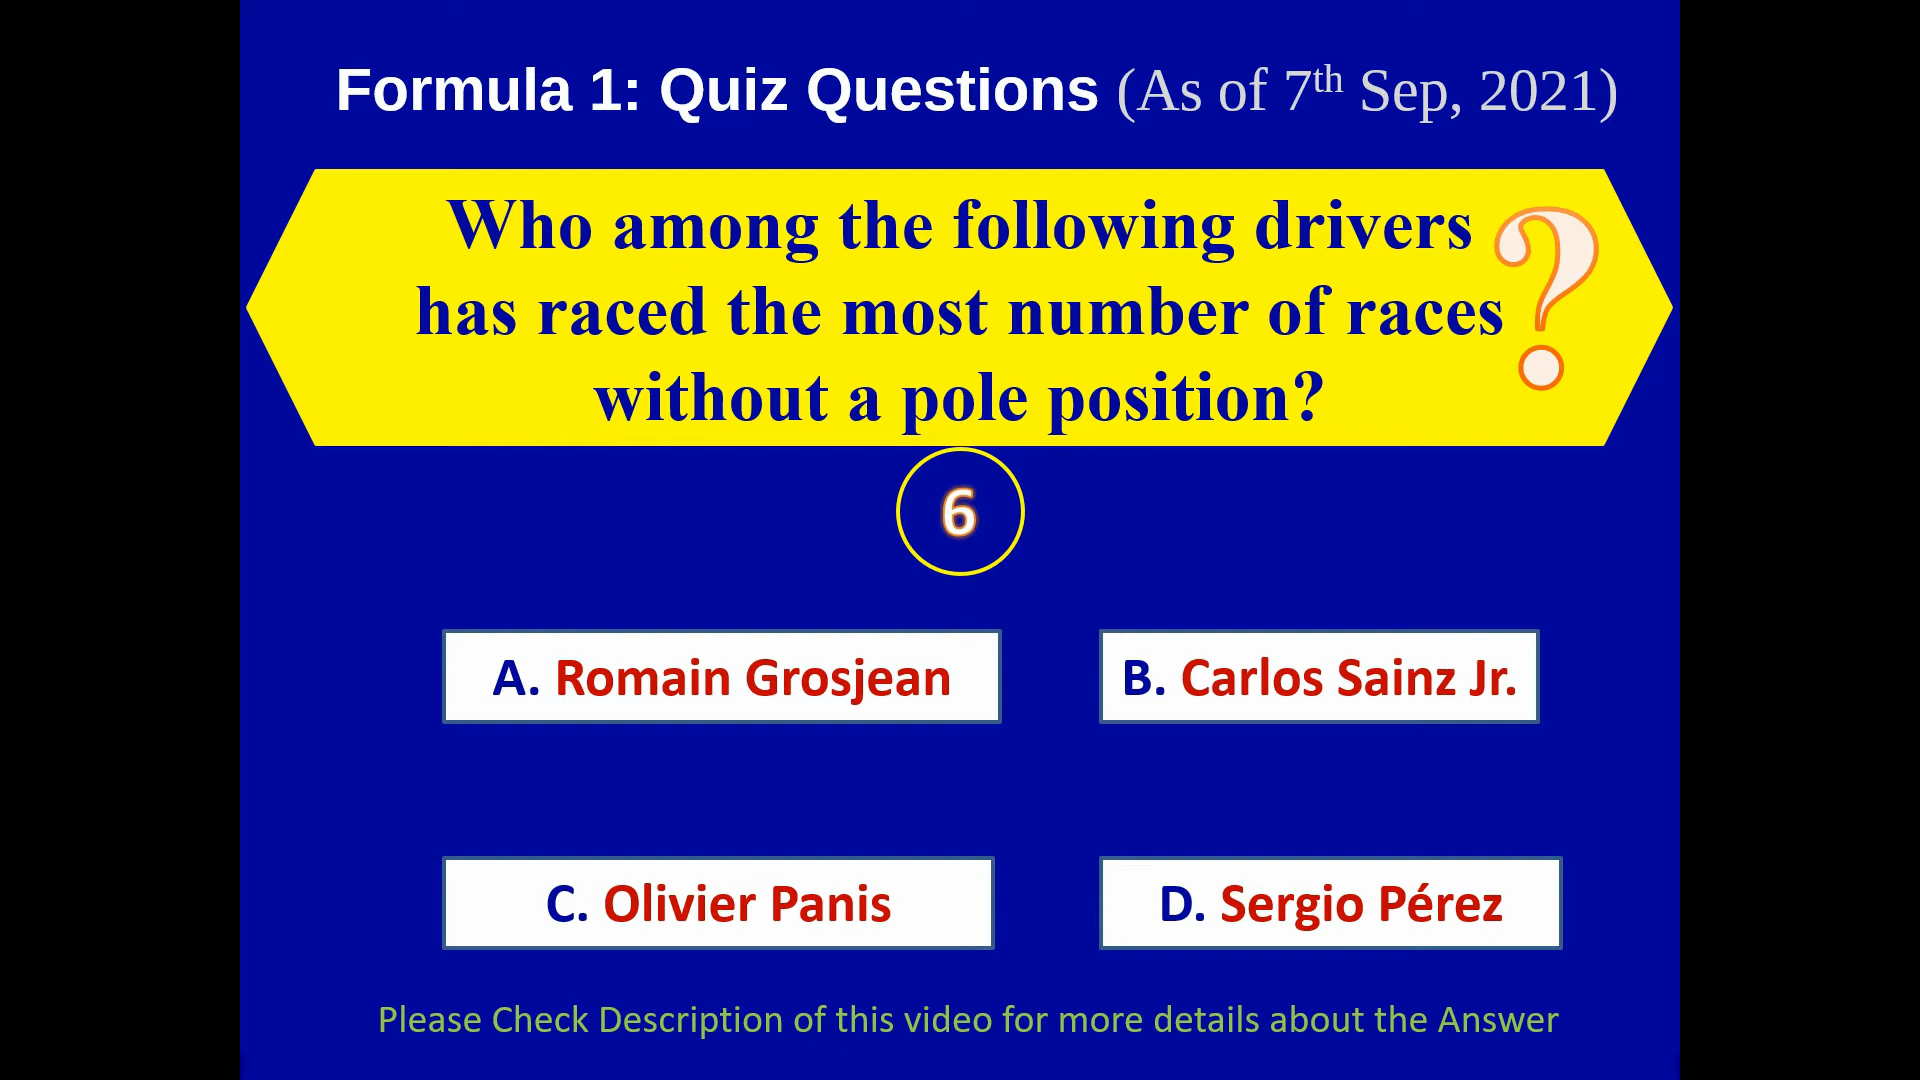 Formula 1: Quiz Questions (As of 7th Sep, 2021)
Who among the following drivers
has raced the most number of races
without a pole position?
?
6
A. Romain Grosjean
B. Carlos Sainz Jr.
C. Olivier Panis
D. Sergio Pérez
Please Check Description of this video for more details about the Answer